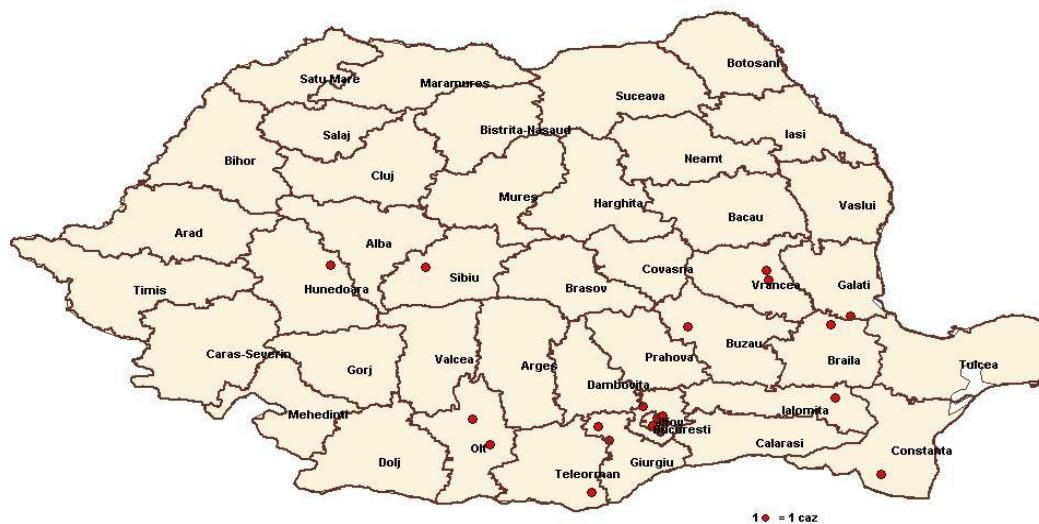 Botosani
Satu-Mare
Maramures
Suceava
Salaj
Bistrita-Nasaud
Iasi
Bihor
Cluj
Neamt
Mures
Harghita
Vaslui
Bacau
Arad
Alba
Covasna
Sibiu
Vrancea
Galati
Timis
Hunedoara
Brasov
Caras-Severin
Valcea
Prahova
Buzau
Braila
Gorj
Arges
Tulcea
Dambovita
Mehedinti
Ialomita
Ilfov
Bucuresti
Olt
Calarasi
Constanta
Dolj
Teleorman
Giurgiu
1 = 1 caz